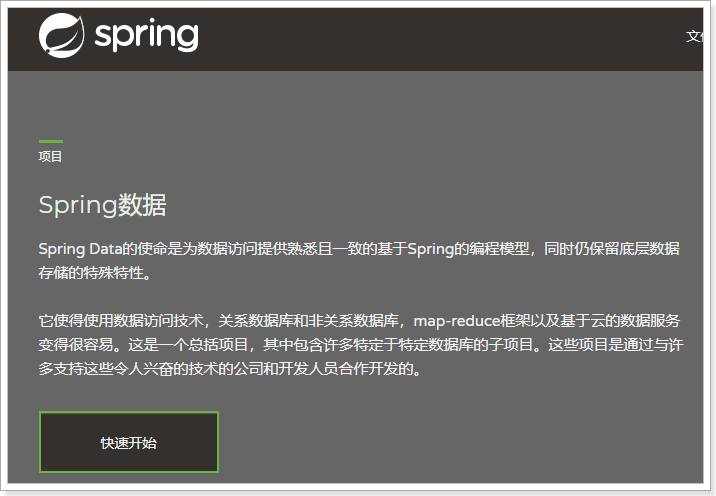 spring
项目
Spring数据
Spring Data的使命是为数据访问提供熟悉且一致的基于Spring的编程模型，同时仍保留底层数据
存储的特殊特性。
它使得使用数据访问技术，关系数据库和非关系数据库，map-reduce框架以及基于云的数据服务
变得很容易。这是一个总括项目，其中包含许多特定于特定数据库的子项目。这些项目是通过与许
多支持这些令人兴奋的技术的公司和开发人员合作开发的。
快速开始